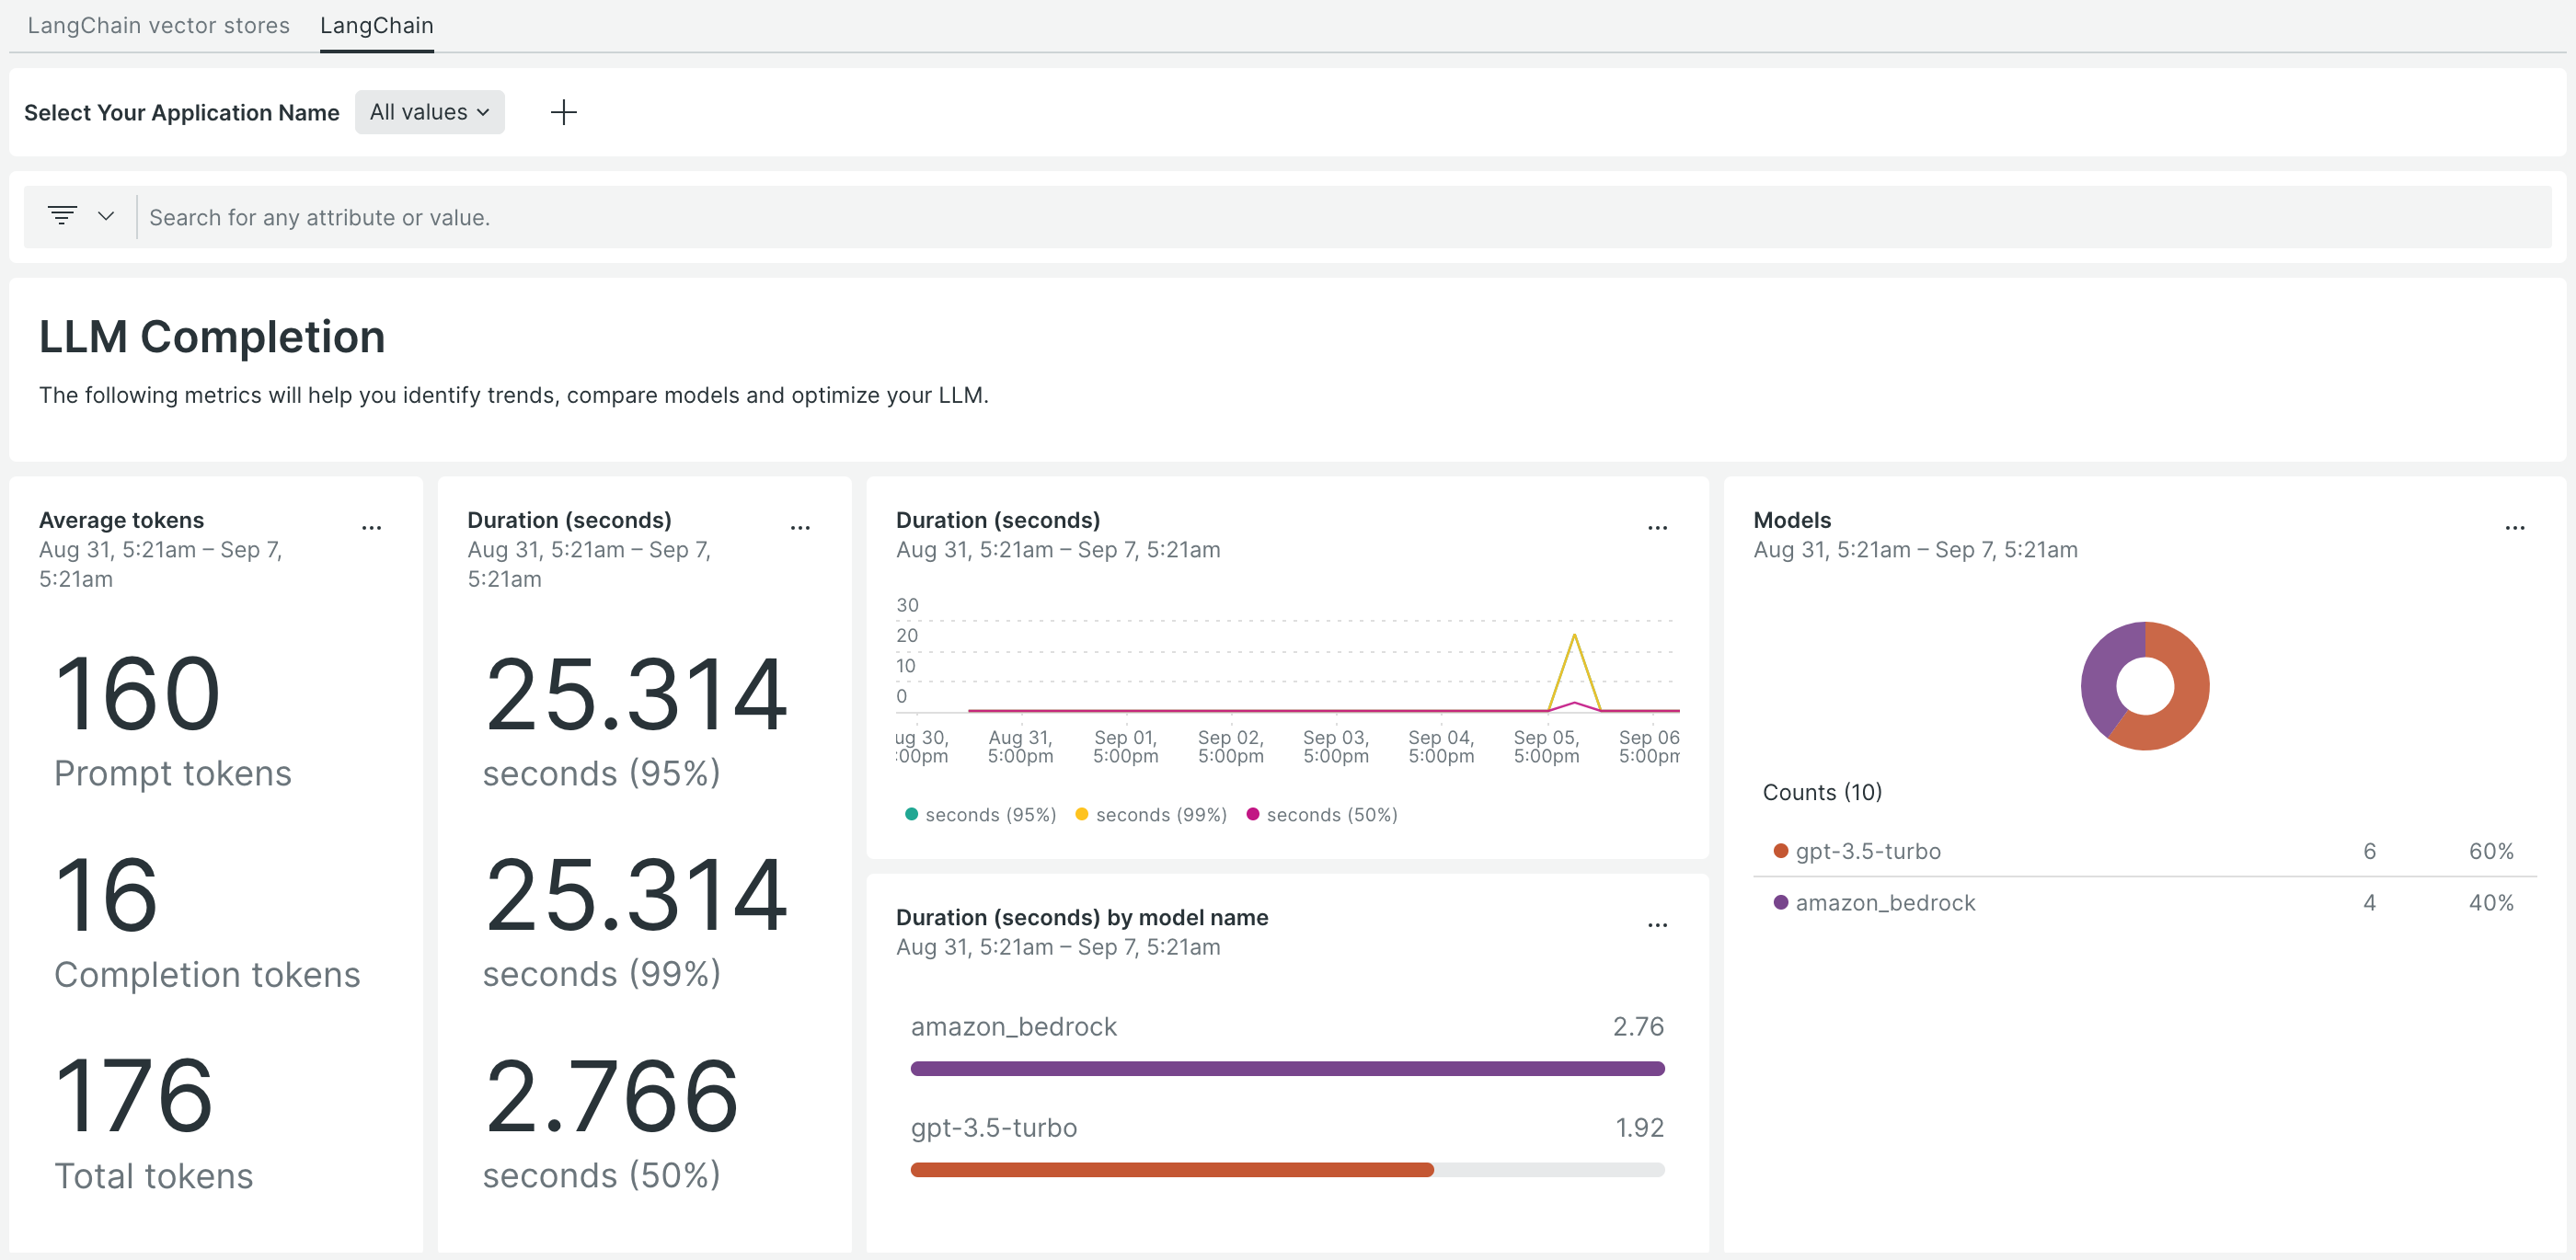 LangChain vector stores LangChain
Select Your Application Name All values
Search for any attribute or value.
LLM Completion
The following metrics will help you identify trends, compare models and optimize your LLM.
Average tokens ...
Aug 31, 5:21am – Sep 7,
5:21am
160
Prompt tokens
16
Completion tokens
176
Total tokens
Duration (seconds) ...
Aug 31, 5:21am – Sep 7,
5:21am
25.314
seconds (95%)
25.314
seconds (99%)
2.766
seconds (50%)
Duration (seconds) ...
Aug 31, 5:21am – Sep 7, 5:21am
30
20
10
0
ug 30, Aug 31, Sep 01, Sep 02, Sep 03, Sep 04, Sep 05, Sep 06
:00pm 5:00pm 5:00pm 5:00pm 5:00pm 5:00pm 5:00pm 5:00pm
seconds (95%) seconds (99%) seconds (50%)
Duration (seconds) by model name ...
Aug 31, 5:21am – Sep 7, 5:21am
amazon_bedrock 2.76
gpt-3.5-turbo 1.92
Models ...
Aug 31, 5:21am – Sep 7, 5:21am
Counts (10)
gpt-3.5-turbo 6 60%
amazon_bedrock 4 40%